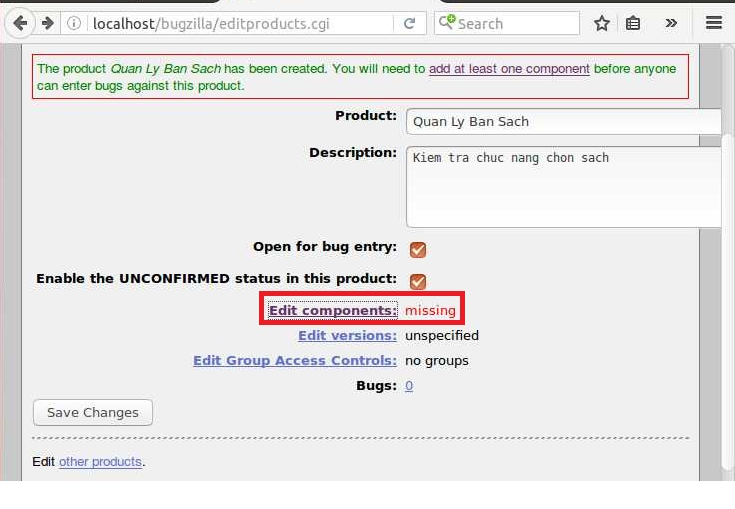 localhost/bugzilla/editproducts.cgi
Search
The product Quan Ly Ban Sach has been created. You will need to add at least one component before anyone
can enter bugs against this product.
Product: Quan Ly Ban Sach
Description: Kiem tra chuc nang chon sach
Open for bug entry:
Enable the UNCONFIRMED status in this product:
Edit components: missing
Edit versions: unspecified
Edit Group Access Controls: no groups
Bugs: 0
Save Changes
Edit other products.